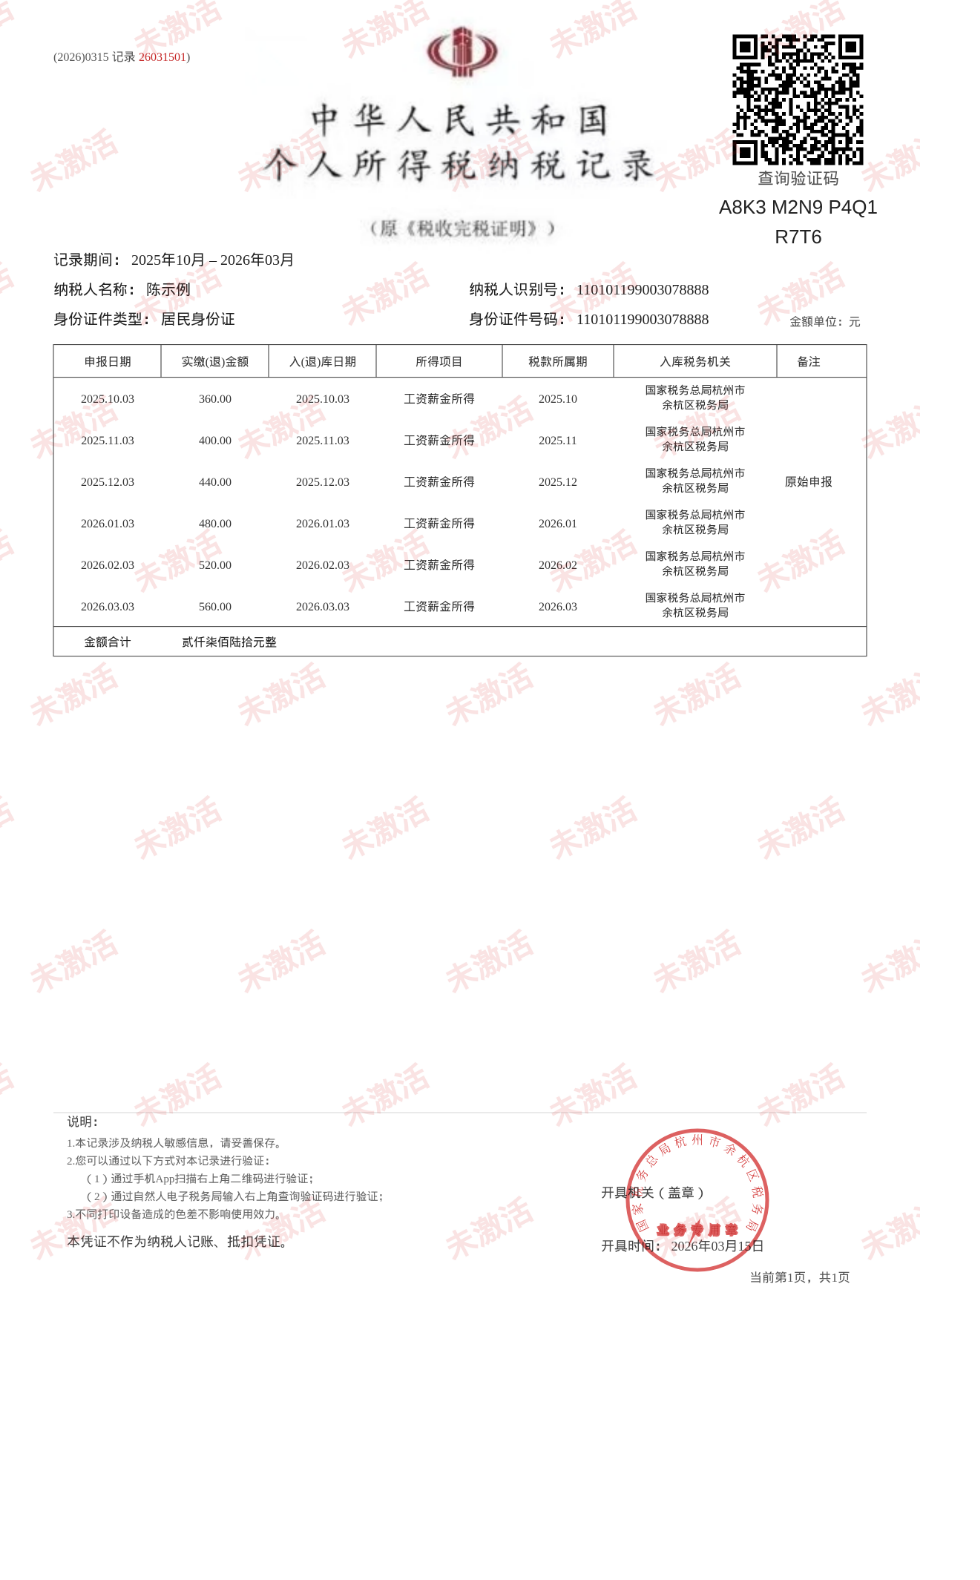 (2026)0315 记录 26031501)
中华人民共和国
个人所得税纳税记录
（原《税收完税证明》）
查询验证码
A8K3 M2N9 P4Q1
R7T6
记录期间： 2025年10月 – 2026年03月
纳税人名称： 陈示例 纳税人识别号： 110101199003078888
身份证件类型： 居民身份证 身份证件号码： 110101199003078888 金额单位：元
申报日期 实缴(退)金额 入(退)库日期 所得项目 税款所属期 入库税务机关 备注
2025.10.03 360.00 2025.10.03 工资薪金所得 2025.10 国家税务总局杭州市
余杭区税务局
2025.11.03 400.00 2025.11.03 工资薪金所得 2025.11 国家税务总局杭州市
余杭区税务局
2025.12.03 440.00 2025.12.03 工资薪金所得 2025.12 国家税务总局杭州市
余杭区税务局
原始申报
2026.01.03 480.00 2026.01.03 工资薪金所得 2026.01 国家税务总局杭州市
余杭区税务局
2026.02.03 520.00 2026.02.03 工资薪金所得 2026.02 国家税务总局杭州市
余杭区税务局
2026.03.03 560.00 2026.03.03 工资薪金所得 2026.03 国家税务总局杭州市
余杭区税务局
金额合计 贰仟柒佰陆拾元整
说明：
1.本记录涉及纳税人敏感信息，请妥善保存。
2.您可以通过以下方式对本记录进行验证：
（1）通过手机App扫描右上角二维码进行验证；
（2）通过自然人电子税务局输入右上角查询验证码进行验证；
3.不同打印设备造成的色差不影响使用效力。
本凭证不作为纳税人记账、抵扣凭证。
开具机关（盖章）
国家税务总局杭州市余杭区税务局
业务专用章
开具时间： 2026年03月15日
当前第1页，共1页
未激活